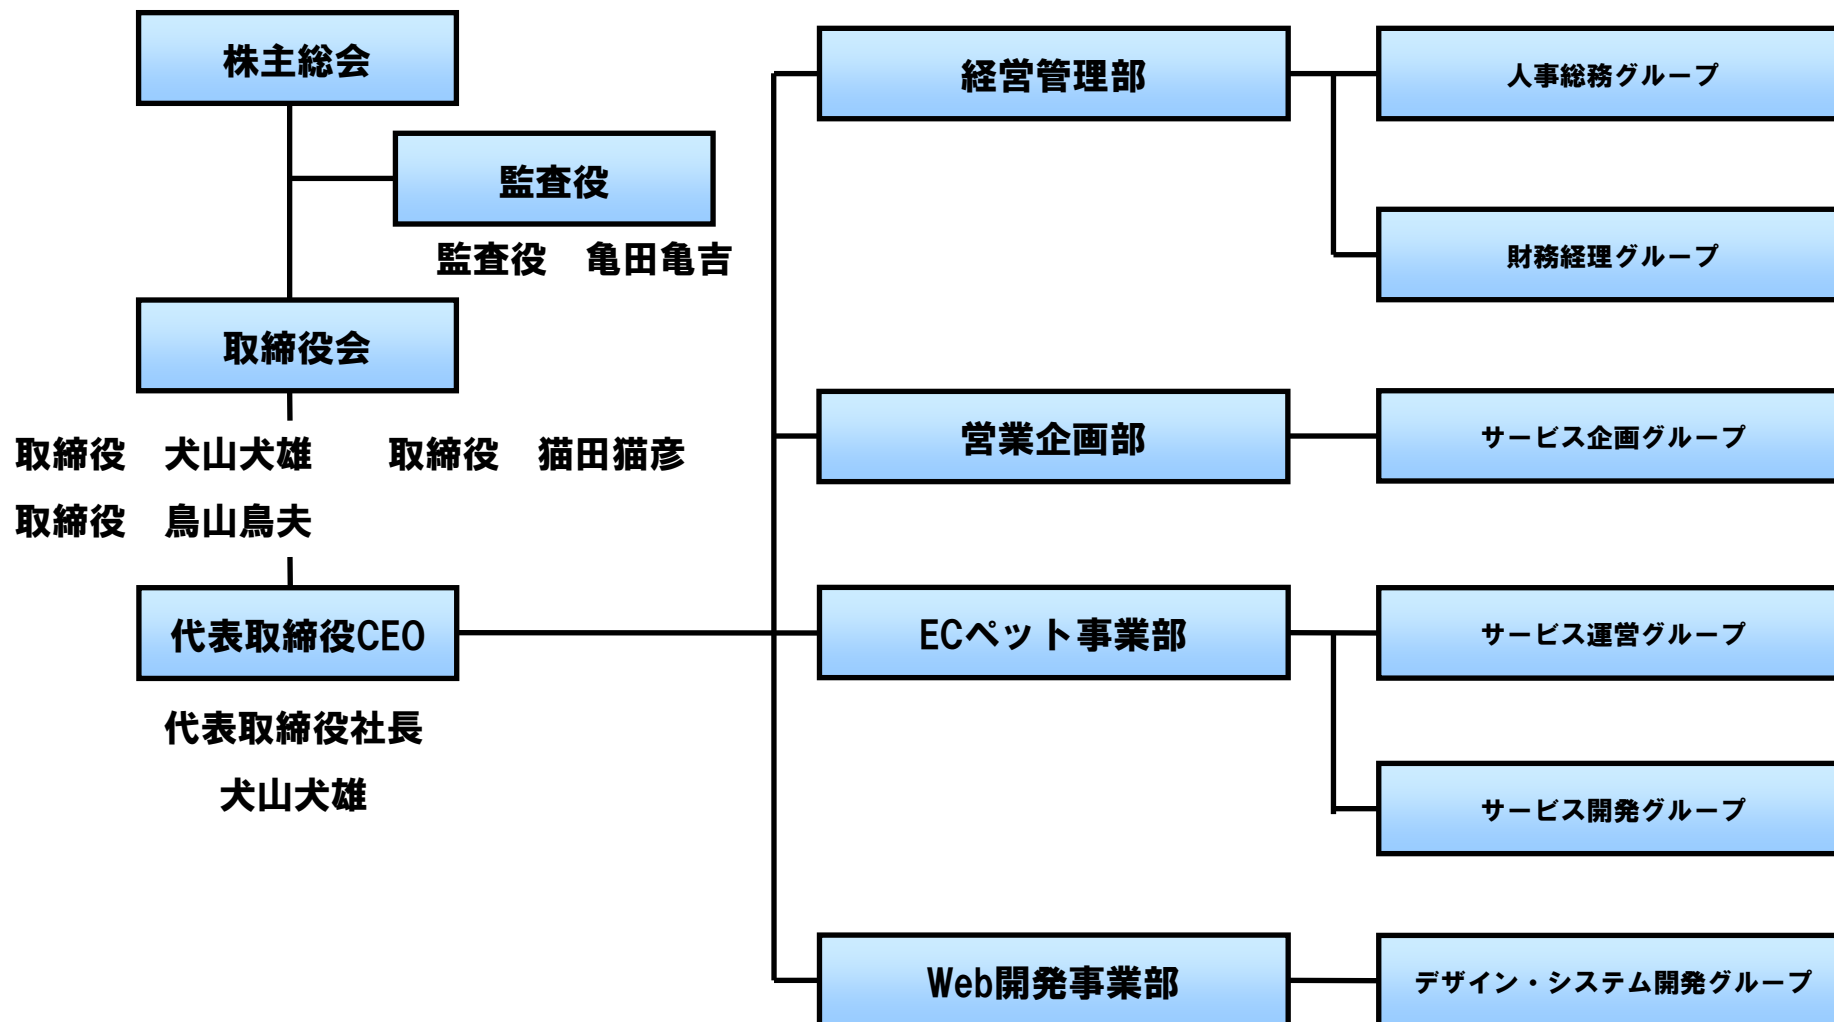 株主総会
監査役
監査役　亀田亀吉
取締役会
取締役　犬山犬雄　　取締役　猫田猫彦
取締役　鳥山鳥夫
代表取締役CEO
代表取締役社長
犬山犬雄
経営管理部
人事総務グループ
財務経理グループ
営業企画部
サービス企画グループ
ECペット事業部
サービス運営グループ
サービス開発グループ
Web開発事業部
デザイン・システム開発グループ